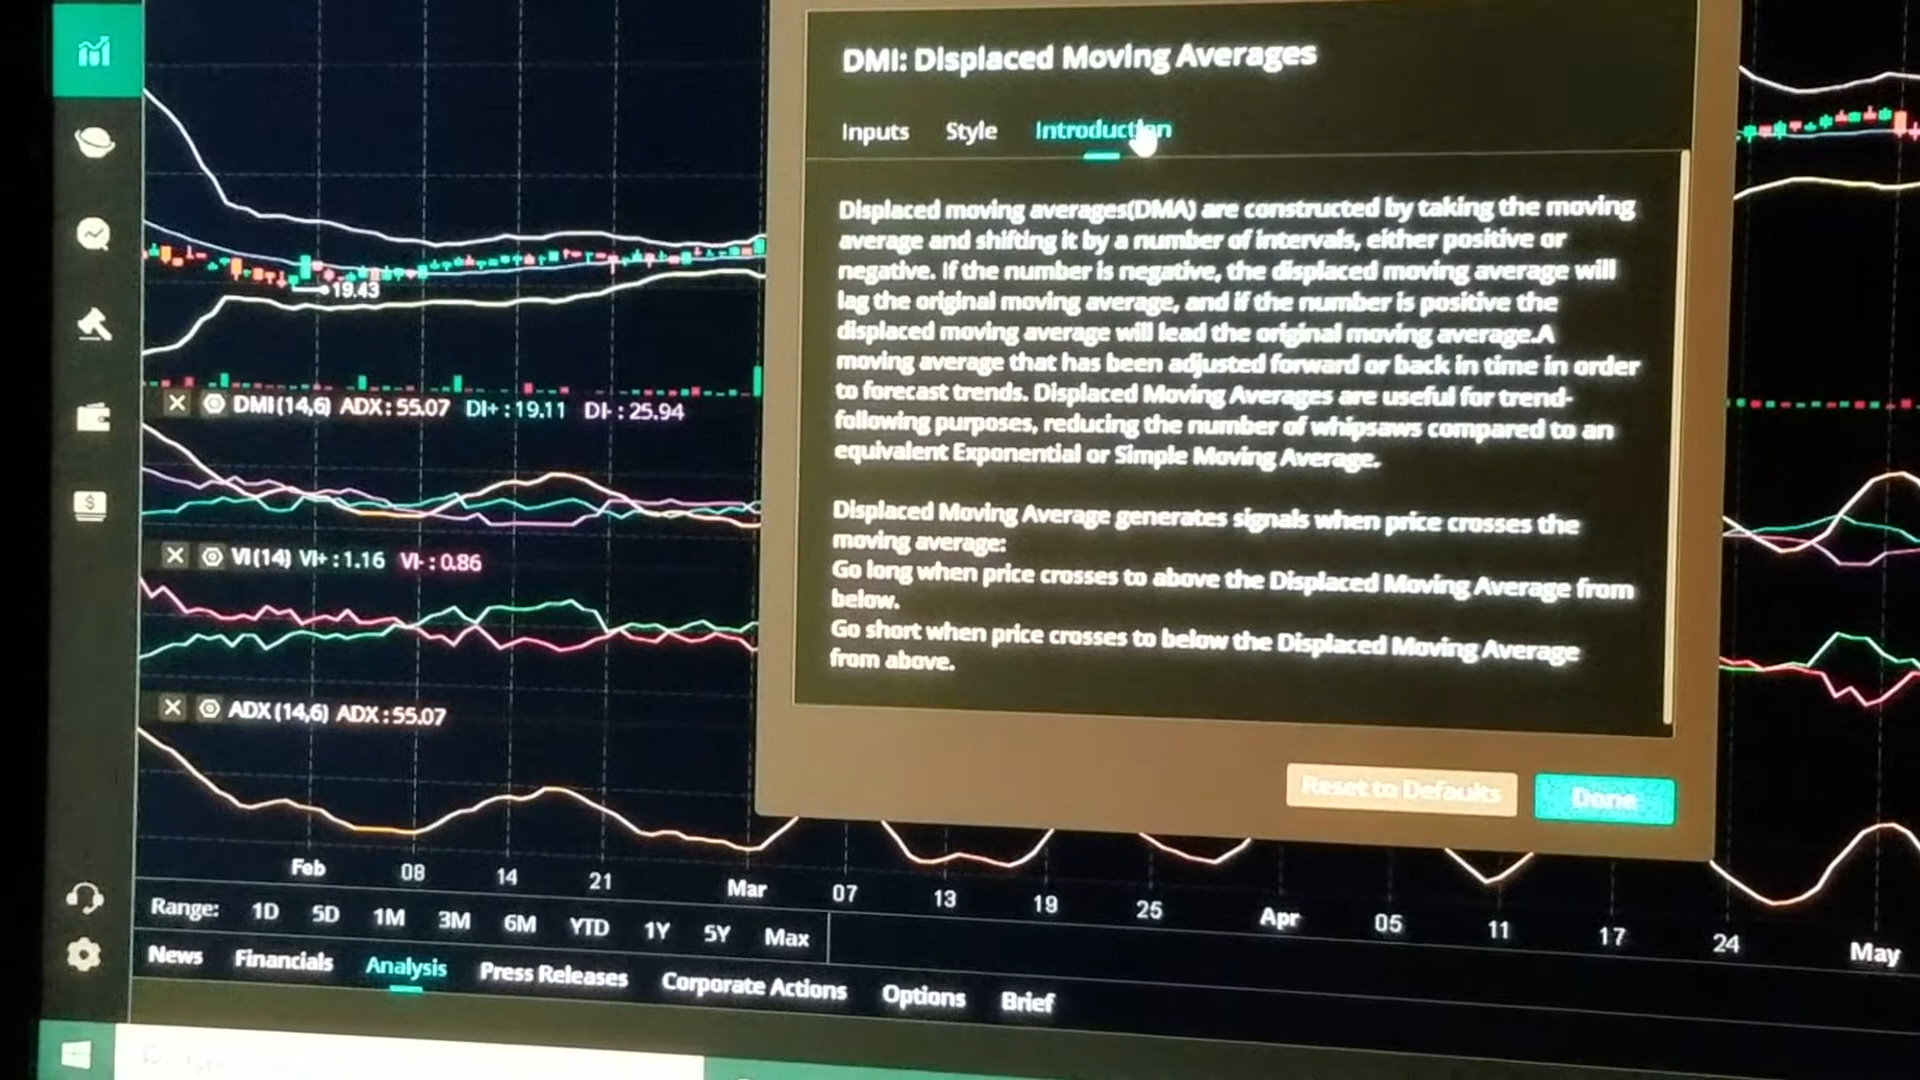 DMI: Displaced Moving Averages
Inputs Style Introduction
Displaced moving averages(DMA) are constructed by taking the moving
average and shifting it by a number of intervals, either positive or
negative. If the number is negative, the displaced moving average will
lag the original moving average, and if the number is positive the
displaced moving average will lead the original moving average.A
moving average that has been adjusted forward or back in time in order
to forecast trends. Displaced Moving Averages are useful for trend-
following purposes, reducing the number of whipsaws compared to an
equivalent Exponential or Simple Moving Average.
Displaced Moving Average generates signals when price crosses the
moving average:
Go long when price crosses to above the Displaced Moving Average from
below.
Go short when price crosses to below the Displaced Moving Average
from above.
Reset to Defaults Done
19.43
DMI(14,6) ADX:55.07 DI+:19.11 DI-:25.94
VI(14) VI+:1.16 VI-:0.86
ADX(14,6) ADX:55.07
Feb 08 14 21 Mar 07 13 19 25 Apr 05 11 17 24 May
Range: 1D 5D 1M 3M 6M YTD 1Y 5Y Max
News Financials Analysis Press Releases Corporate Actions Options Brief